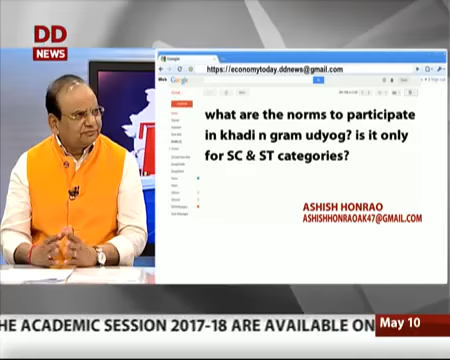 DD
NEWS
Google
https://economytoday.ddnews@gmail.com
Web
Google
what are the norms to participate
in khadi n gram udyog? is it only
for SC & ST categories?
ASHISH HONRAO
ASHISHHONRAOAK47@GMAIL.COM
HE ACADEMIC SESSION 2017-18 ARE AVAILABLE ON
May 10